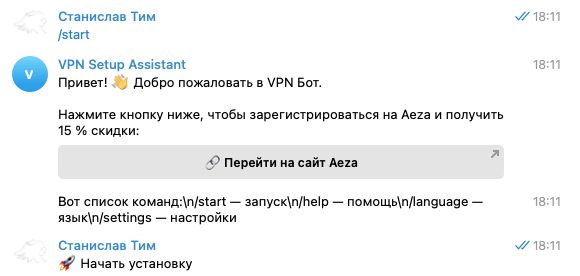 Станислав Тим 18:11
/start
V
VPN Setup Assistant 18:11
Привет! 👋 Добро пожаловать в VPN Бот.
Нажмите кнопку ниже, чтобы зарегистрироваться на Aeza и получить
15 % скидки:
🔗 Перейти на сайт Aeza
Вот список команд:\n/start — запуск\n/help — помощь\n/language — 18:11
язык\n/settings — настройки
Станислав Тим 18:11
🚀 Начать установку